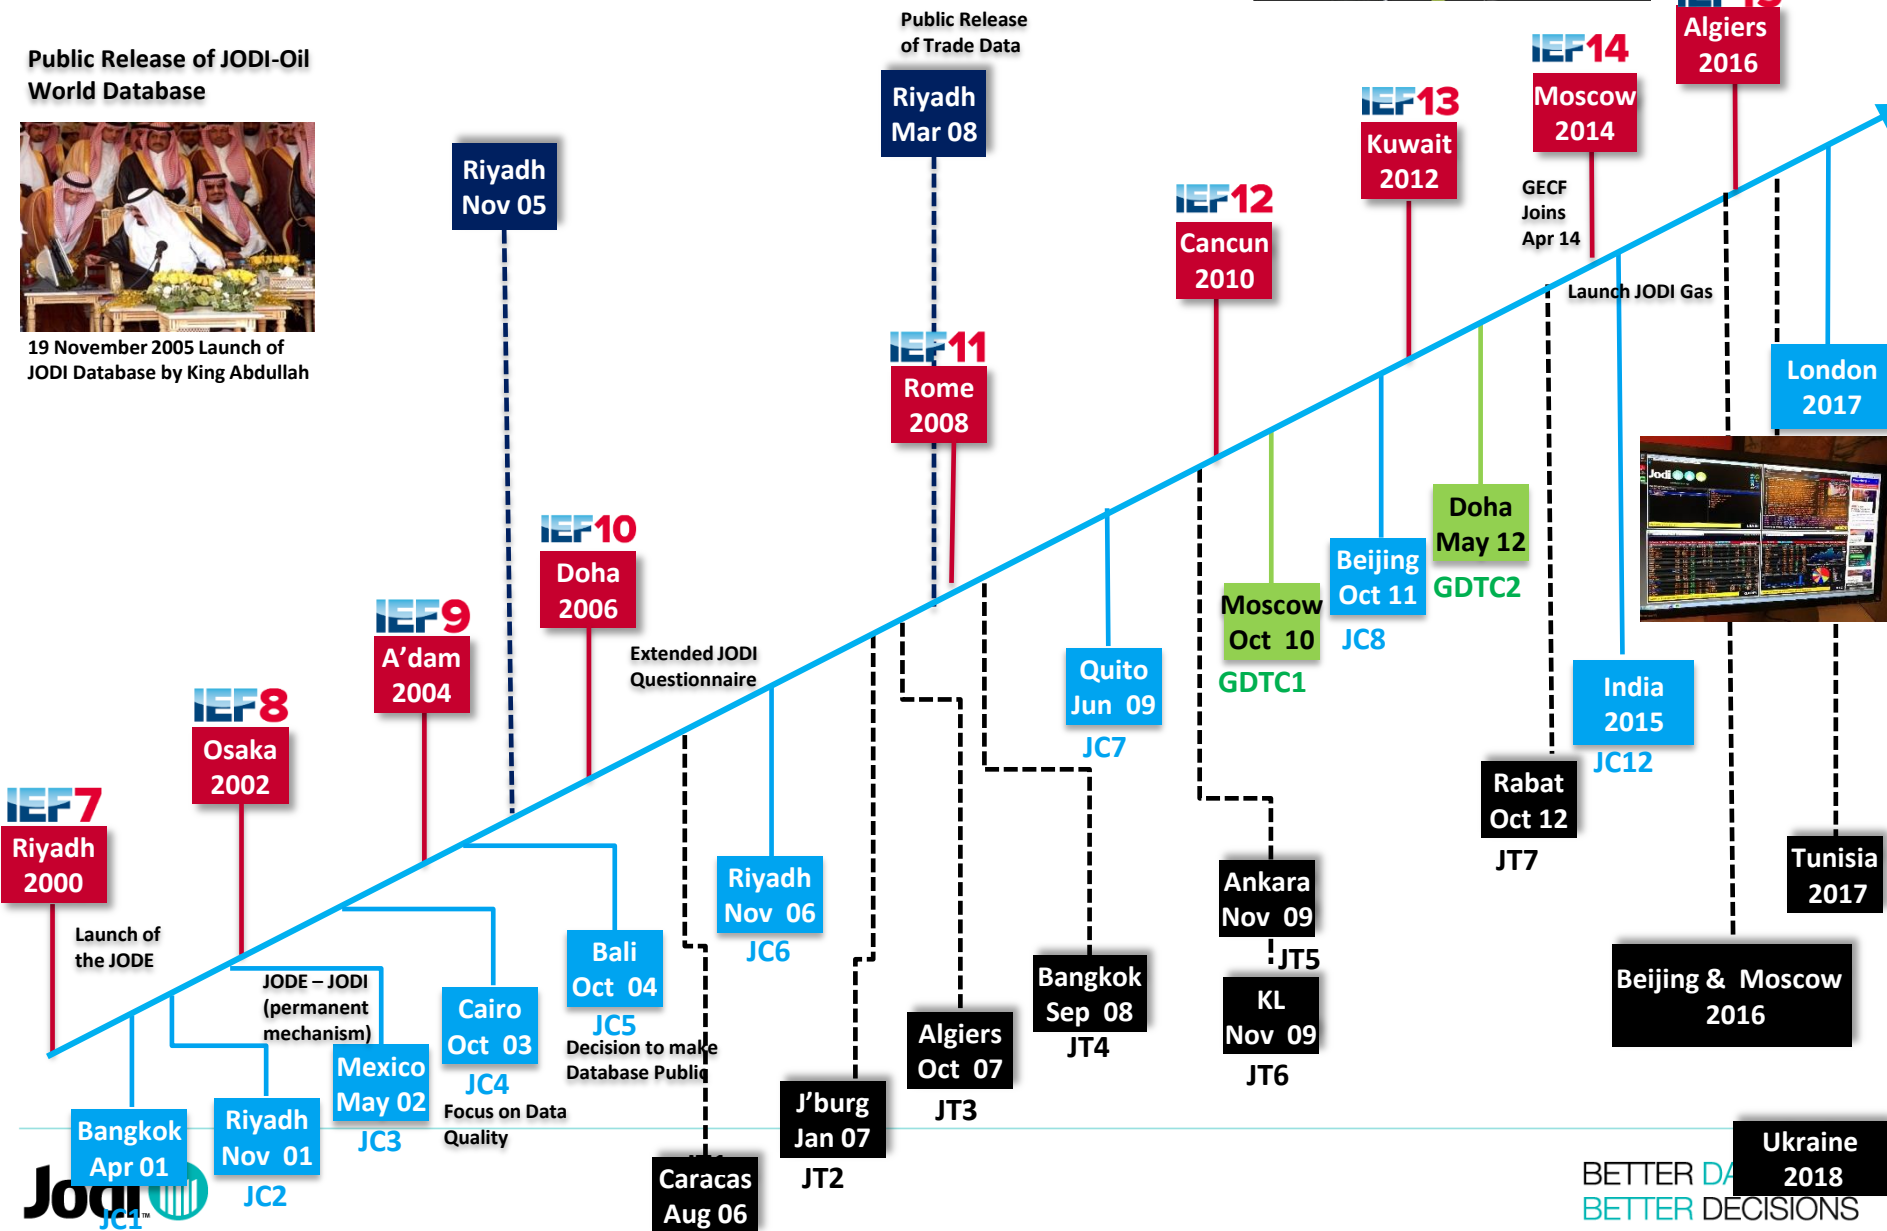 Public Release of JODI-Oil
World Database
19 November 2005 Launch of
JODI Database by King Abdullah
Riyadh
Nov 05
Public Release
of Trade Data
Riyadh
Mar 08
IEF7
Riyadh
2000
Launch of
the JODE
IEF8
Osaka
2002
IEF9
A'dam
2004
IEF10
Doha
2006
IEF11
Rome
2008
IEF12
Cancun
2010
IEF13
Kuwait
2012
IEF14
Moscow
2014
IEF15
Algiers
2016
GECF
Joins
Apr 14
Launch JODI Gas
London
2017
Jodi
Extended JODI
Questionnaire
Doha
May 12
GDTC2
Beijing
Oct 11
JC8
Moscow
Oct 10
GDTC1
Quito
Jun 09
JC7
India
2015
JC12
Rabat
Oct 12
JT7
Tunisia
2017
Riyadh
Nov 06
JC6
Ankara
Nov 09
JT5
KL
Nov 09
JT6
Beijing & Moscow
2016
Bali
Oct 04
JC5
Decision to make
Database Public
JODE – JODI
(permanent
mechanism)
Cairo
Oct 03
JC4
Focus on Data
Quality
Mexico
May 02
JC3
Bangkok
Sep 08
JT4
Algiers
Oct 07
JT3
J'burg
Jan 07
JT2
Bangkok
Apr 01
JC1
Riyadh
Nov 01
JC2
Caracas
Aug 06
Ukraine
2018
Jodi™
BETTER DA
BETTER DECISIONS